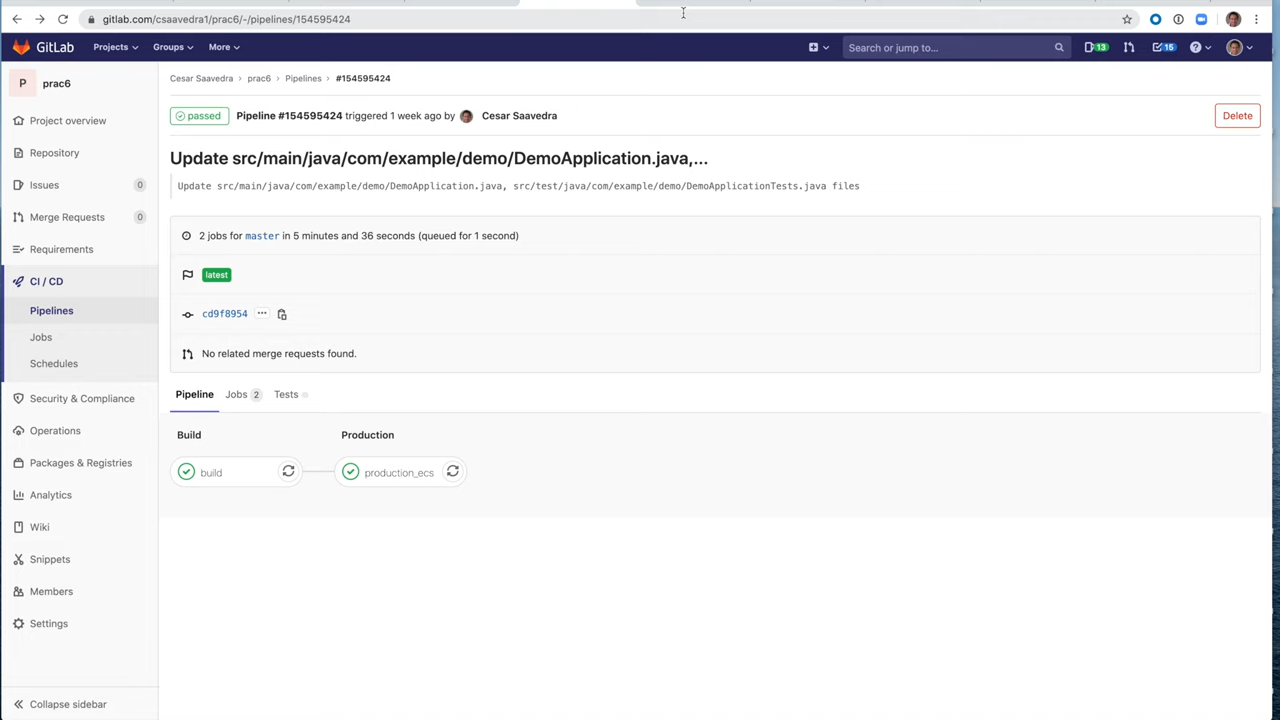 gitlab.com/csaavedra1/prac6/-/pipelines/154595424
GitLab Projects Groups More Search or jump to... 13 15
P prac6
Project overview
Repository
Issues 0
Merge Requests 0
Requirements
CI / CD
Pipelines
Jobs
Schedules
Security & Compliance
Operations
Packages & Registries
Analytics
Wiki
Snippets
Members
Settings
Collapse sidebar
Cesar Saavedra › prac6 › Pipelines › #154595424
passed Pipeline #154595424 triggered 1 week ago by Cesar Saavedra Delete
Update src/main/java/com/example/demo/DemoApplication.java,...
Update src/main/java/com/example/demo/DemoApplication.java, src/test/java/com/example/demo/DemoApplicationTests.java files
2 jobs for master in 5 minutes and 36 seconds (queued for 1 second)
latest
cd9f8954 ...
No related merge requests found.
Pipeline Jobs 2 Tests
Build Production
build production_ecs